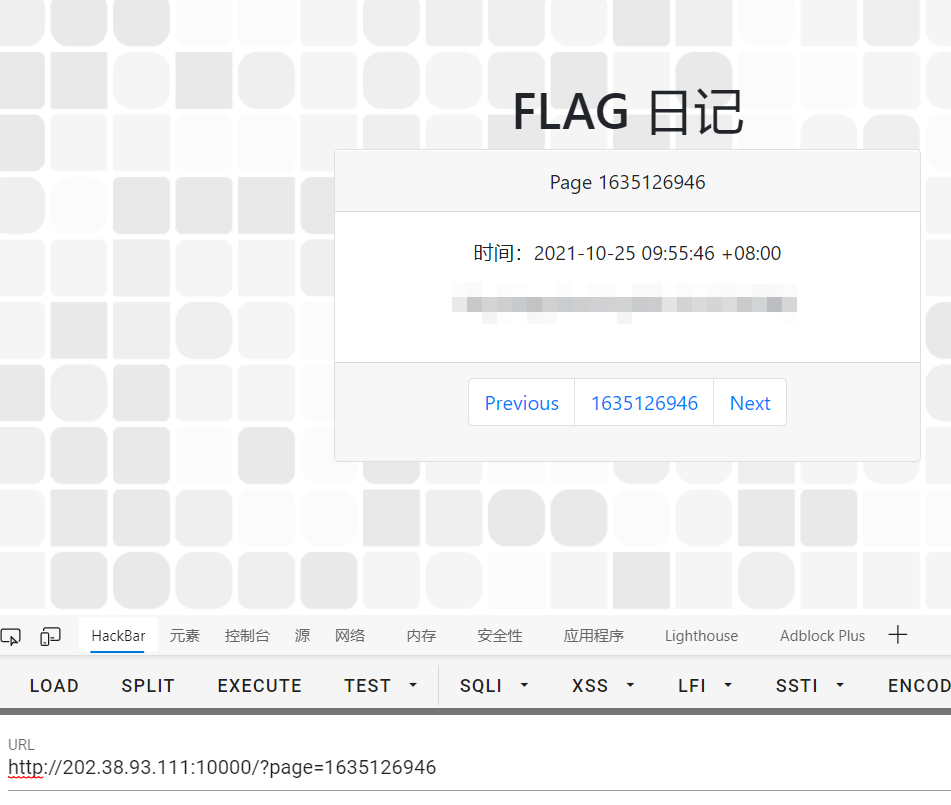 FLAG 日记
Page 1635126946
时间：2021-10-25 09:55:46 +08:00
Previous 1635126946 Next
HackBar 元素 控制台 源 网络 内存 安全性 应用程序 Lighthouse Adblock Plus
LOAD SPLIT EXECUTE TEST SQLI XSS LFI SSTI ENCOD
URL
http://202.38.93.111:10000/?page=1635126946